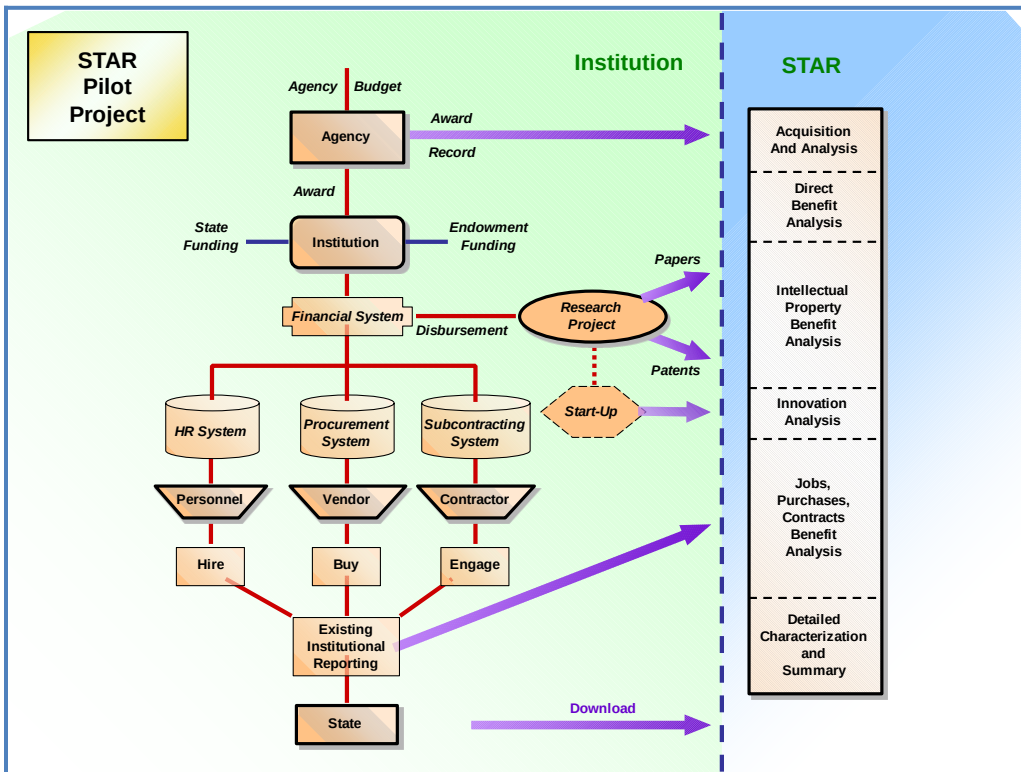 STAR
Pilot
Project
Institution
STAR
Agency Budget
Agency
Award
Record
Award
State
Funding
Institution
Endowment
Funding
Financial System
Disbursement
Research
Project
Papers
Patents
Start-Up
HR System
Procurement
System
Subcontracting
System
Personnel
Vendor
Contractor
Hire
Buy
Engage
Existing
Institutional
Reporting
State
Download
Acquisition
And Analysis
Direct
Benefit
Analysis
Intellectual
Property
Benefit
Analysis
Innovation
Analysis
Jobs,
Purchases,
Contracts
Benefit
Analysis
Detailed
Characterization
and
Summary